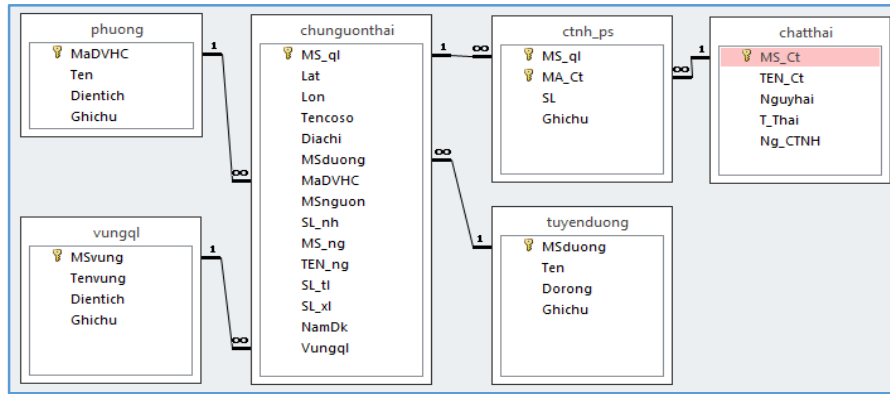 phuong
MaDVHC
Ten
Dientich
Ghichu
1
∞
chunguonthai
MS_ql
Lat
Lon
Tencoso
Diachi
MSduong
MaDVHC
MSnguon
SL_nh
MS_ng
TEN_ng
SL_tl
SL_xl
NamDk
Vungql
1
∞
ctnh_ps
MS_ql
MA_Ct
SL
Ghichu
∞
1
chatthai
MS_Ct
TEN_Ct
Nguyhai
T_Thai
Ng_CTNH
vungql
MSvung
Tenvung
Dientich
Ghichu
1
∞
∞
1
tuyenduong
MSduong
Ten
Dorong
Ghichu